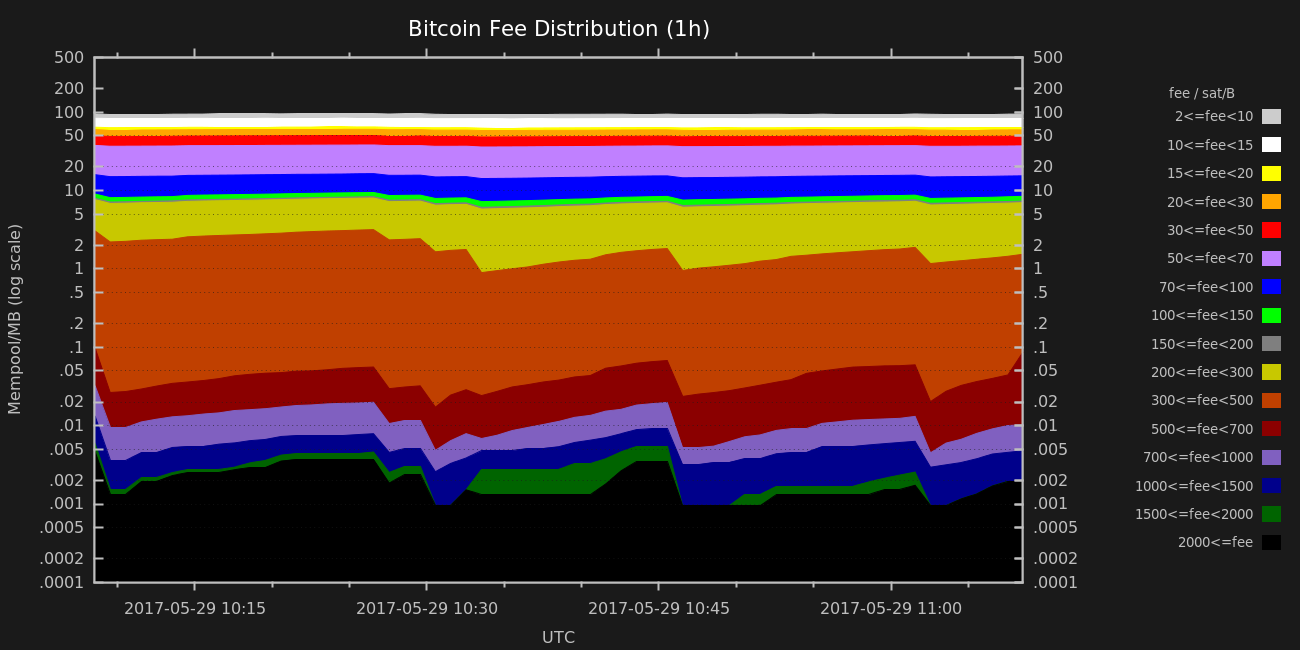 Bitcoin Fee Distribution (1h)
500
200
100
50
20
10
5
2
1
.5
.2
.1
.05
.02
.01
.005
.002
.001
.0005
.0002
.0001
Mempool/MB (log scale)
500
200
100
50
20
10
5
2
1
.5
.2
.1
.05
.02
.01
.005
.002
.001
.0005
.0002
.0001
2017-05-29 10:15
2017-05-29 10:30
2017-05-29 10:45
2017-05-29 11:00
UTC
fee / sat/B
2<=fee<10
10<=fee<15
15<=fee<20
20<=fee<30
30<=fee<50
50<=fee<70
70<=fee<100
100<=fee<150
150<=fee<200
200<=fee<300
300<=fee<500
500<=fee<700
700<=fee<1000
1000<=fee<1500
1500<=fee<2000
2000<=fee